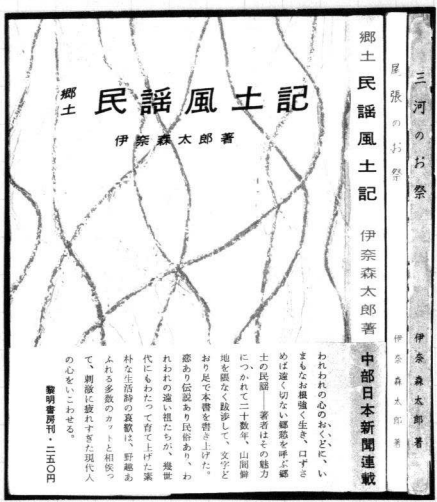 三河のお祭
伊奈森太郎著
尾張のお祭
伊奈森太郎著
郷土 民謡風土記 伊奈森太郎著
中部日本新聞連載
郷土 民謡風土記
伊奈森太郎著
われわれの心のおくどに、い
まもなお根強く生き、口ずさ
めば遠く切ない郷愁を呼ぶ郷
土の民謡――著者はその魅力
につかれて二十数年、山間僻
地を隈なく跋渉して、文字ど
おり足で本書を書き上げた。
悲あり伝説あり民俗あり、わ
れわれの遠い祖たちが、幾世
代にもわたって育て上げた素
朴な生活詩の哀歓は、野趣あ
ふれる多数のカットと相俟っ
て、刺激に疲れすぎた現代人
の心をいこわせる。
黎明書房刊・二五〇円